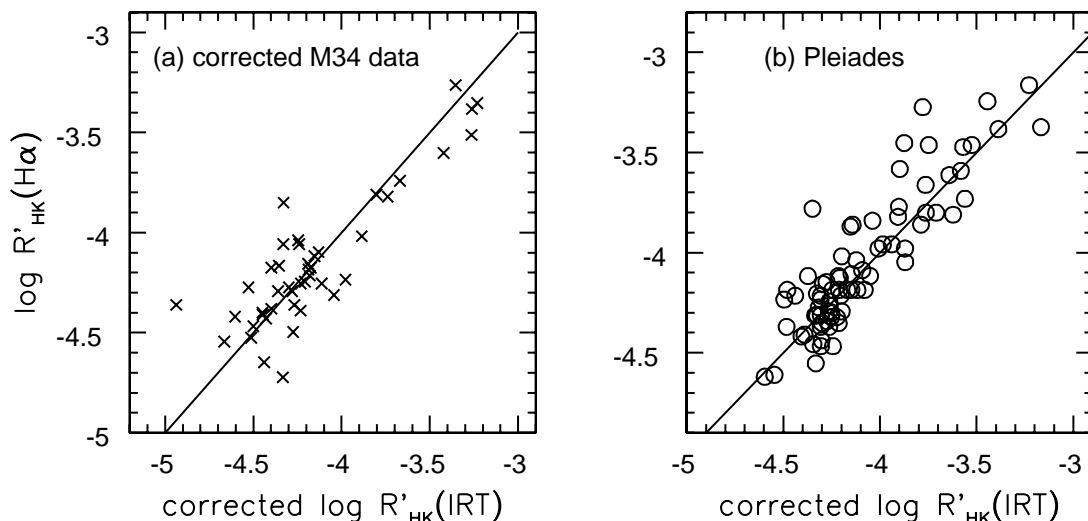 (a) corrected M34 data
-3
-3.5
-4
-4.5
-5
log R'HK(Hα)
-5 -4.5 -4 -3.5 -3
corrected log R'HK(IRT)
(b) Pleiades
-3
-3.5
-4
-4.5
-4.5 -4 -3.5 -3
corrected log R'HK(IRT)